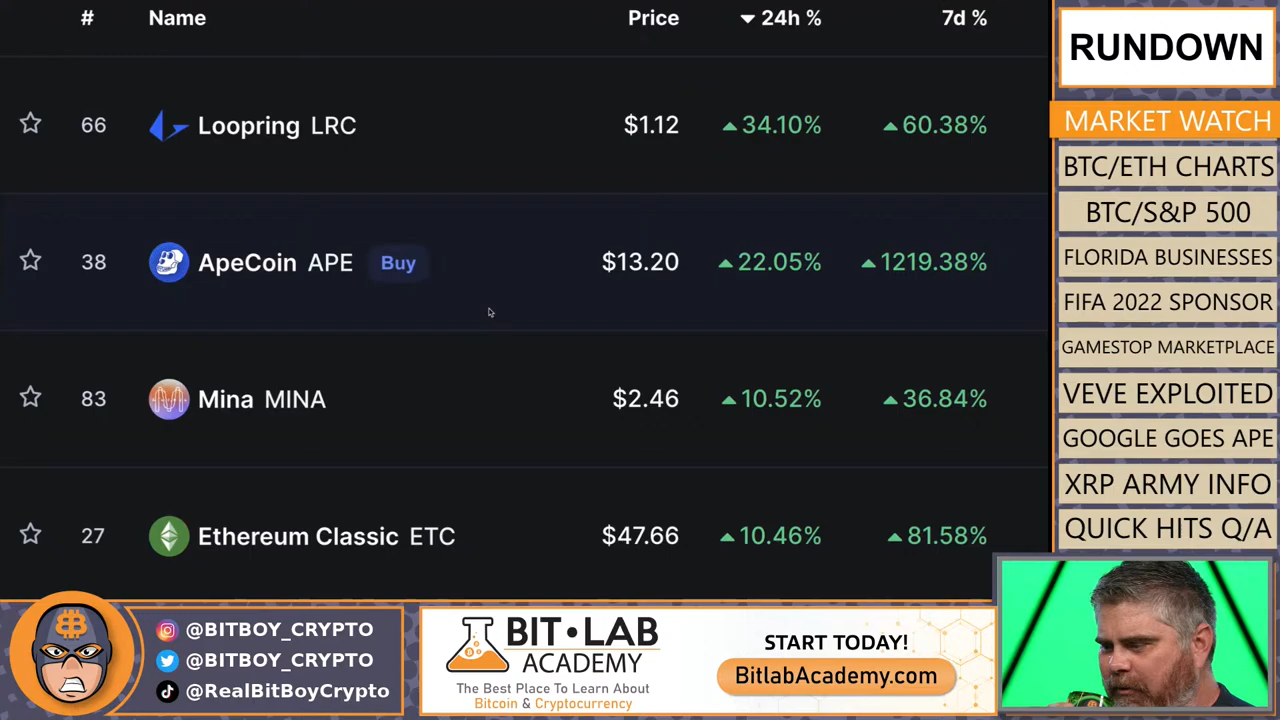 # Name Price ▼ 24h % 7d %
66 Loopring LRC $1.12 ▲ 34.10% ▲ 60.38%
38 ApeCoin APE Buy $13.20 ▲ 22.05% ▲ 1219.38%
83 Mina MINA $2.46 ▲ 10.52% ▲ 36.84%
27 Ethereum Classic ETC $47.66 ▲ 10.46% ▲ 81.58%
RUNDOWN
MARKET WATCH
BTC/ETH CHARTS
BTC/S&P 500
FLORIDA BUSINESSES
FIFA 2022 SPONSOR
GAMESTOP MARKETPLACE
VEVE EXPLOITED
GOOGLE GOES APE
XRP ARMY INFO
QUICK HITS Q/A
@BITBOY_CRYPTO
@BITBOY_CRYPTO
@RealBitBoyCrypto
BIT•LAB
ACADEMY
The Best Place To Learn About
Bitcoin & Cryptocurrency
START TODAY!
BitlabAcademy.com